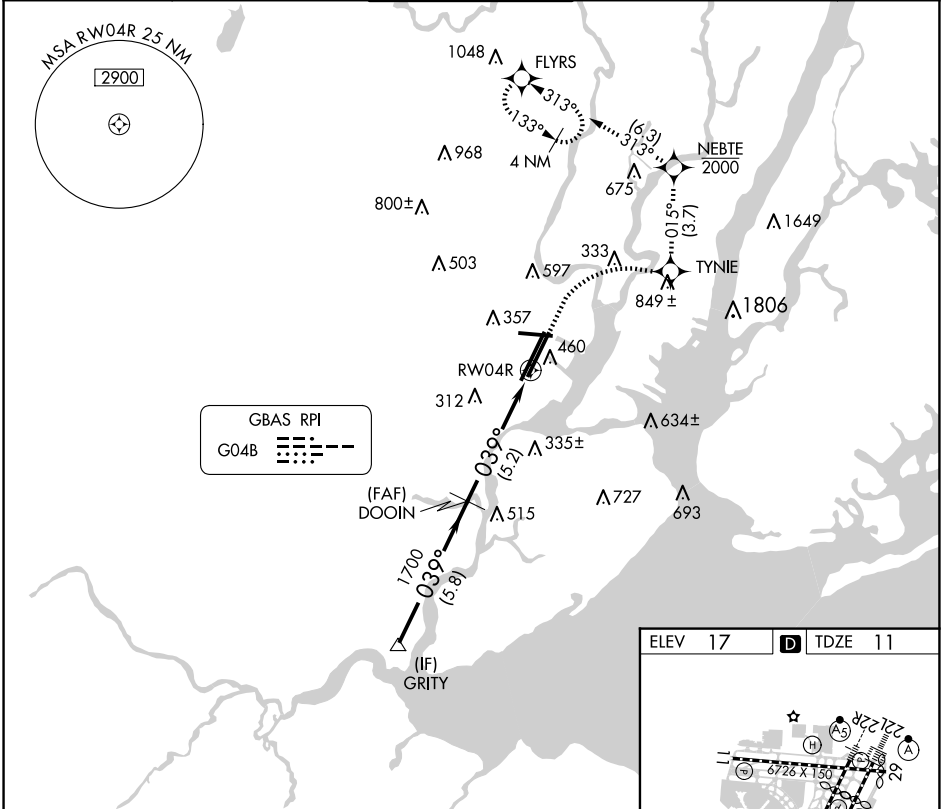 MSA RW04R 25 NM
2900
1048
FLYRS
313°
133°
4 NM
(6.3)
313°
NEBTE
2000
968
675
800±
015°
(3.7)
1649
503
597
333
TYNIE
849±
357
1806
460
RW04R
312
GBAS RPI
G04B
039°
(5.2)
335±
634±
(FAF)
DOOIN
515
727
693
1700
039°
(5.8)
(IF)
GRITY
ELEV 17
D
TDZE 11
A5
22R
22L
A
H
11
P
6726 X 150
P
29